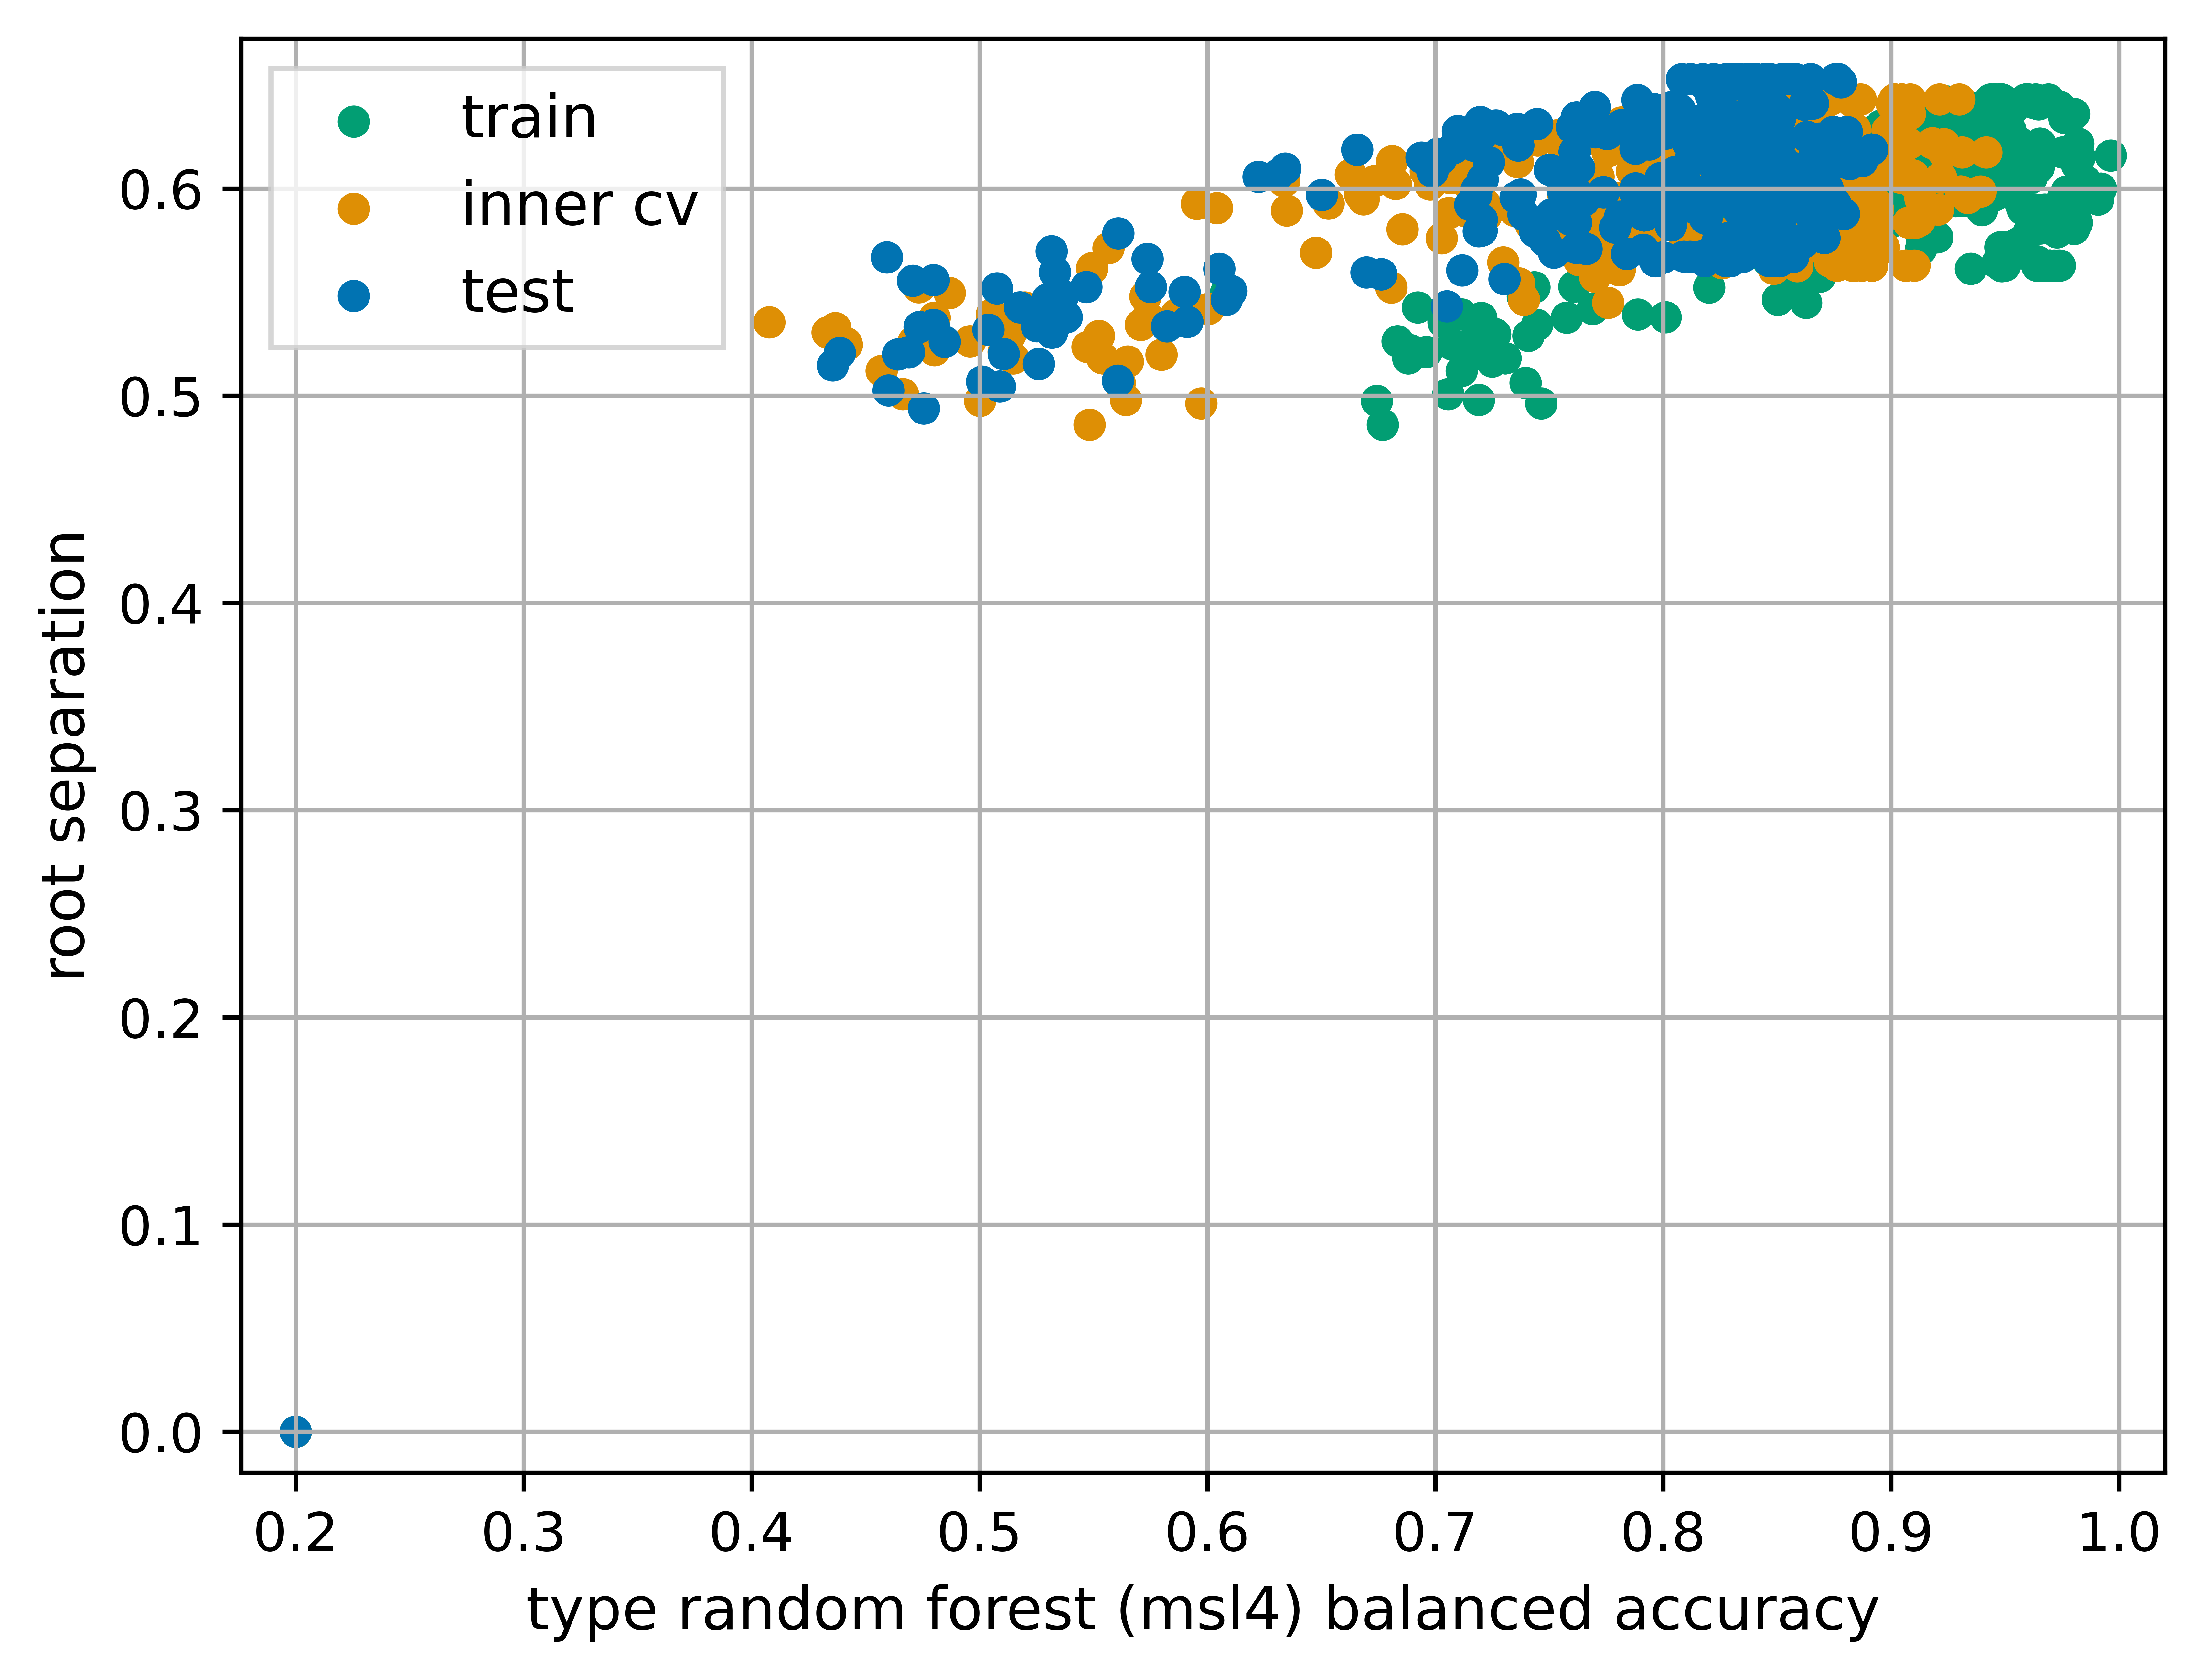 train
inner cv
test
root separation
0.6
0.5
0.4
0.3
0.2
0.1
0.0
0.2 0.3 0.4 0.5 0.6 0.7 0.8 0.9 1.0
type random forest (msl4) balanced accuracy